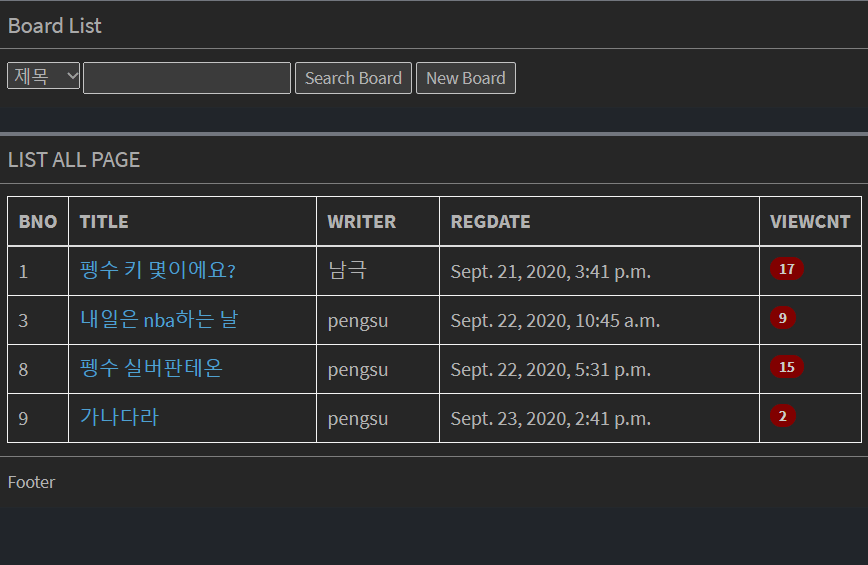 Board List
제목 Search Board New Board
LIST ALL PAGE
BNO TITLE WRITER REGDATE VIEWCNT
1 펭수 키 몇이에요? 남극 Sept. 21, 2020, 3:41 p.m. 17
3 내일은 nba하는 날 pengsu Sept. 22, 2020, 10:45 a.m. 9
8 펭수 실버판테온 pengsu Sept. 22, 2020, 5:31 p.m. 15
9 가나다라 pengsu Sept. 23, 2020, 2:41 p.m. 2
Footer